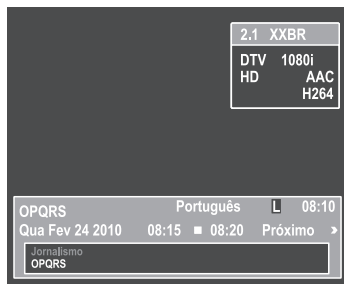 2.1 XXBR
DTV 1080i
HD AAC
H264
OPQRS Português L 08:10
Qua Fev 24 2010 08:15 ■ 08:20 Próximo >
Jornalismo
OPQRS